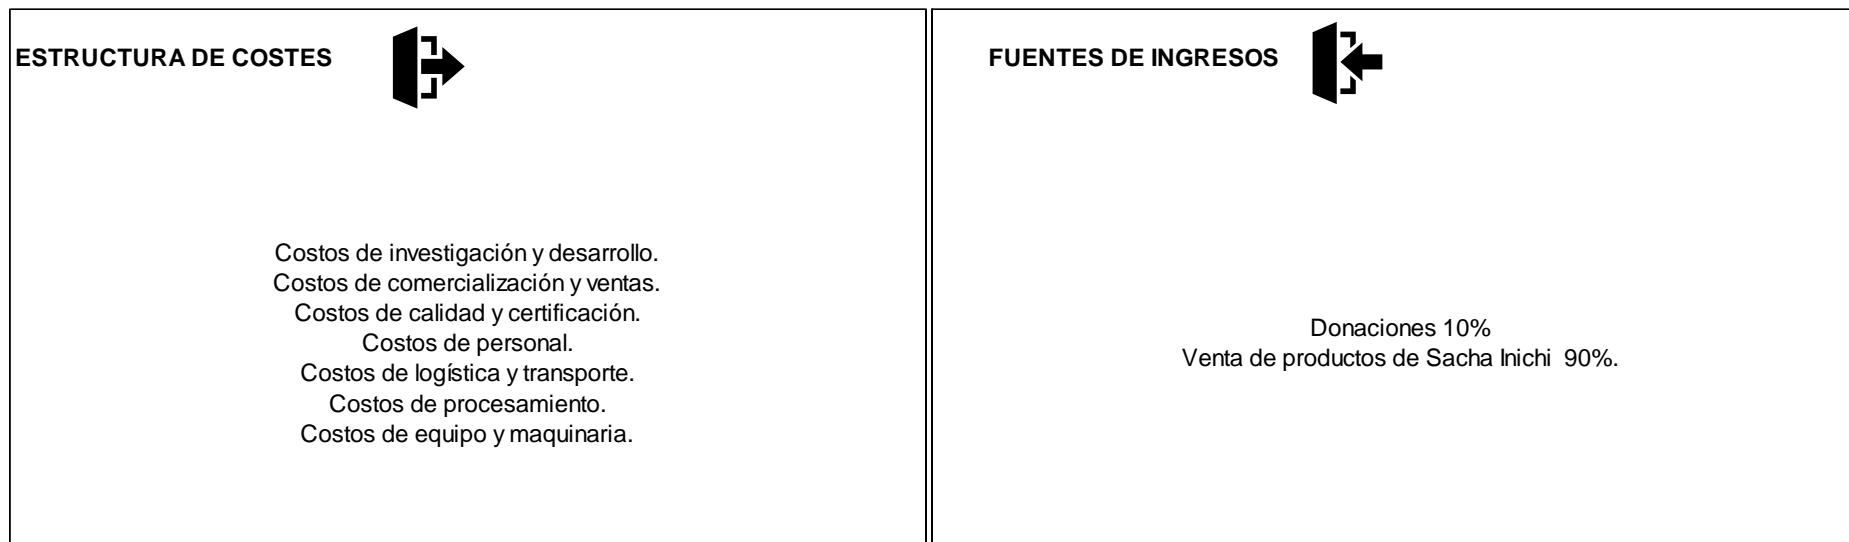 ESTRUCTURA DE COSTES
Costos de investigación y desarrollo.
Costos de comercialización y ventas.
Costos de calidad y certificación.
Costos de personal.
Costos de logística y transporte.
Costos de procesamiento.
Costos de equipo y maquinaria.
FUENTES DE INGRESOS
Donaciones 10%
Venta de productos de Sacha Inichi 90%.